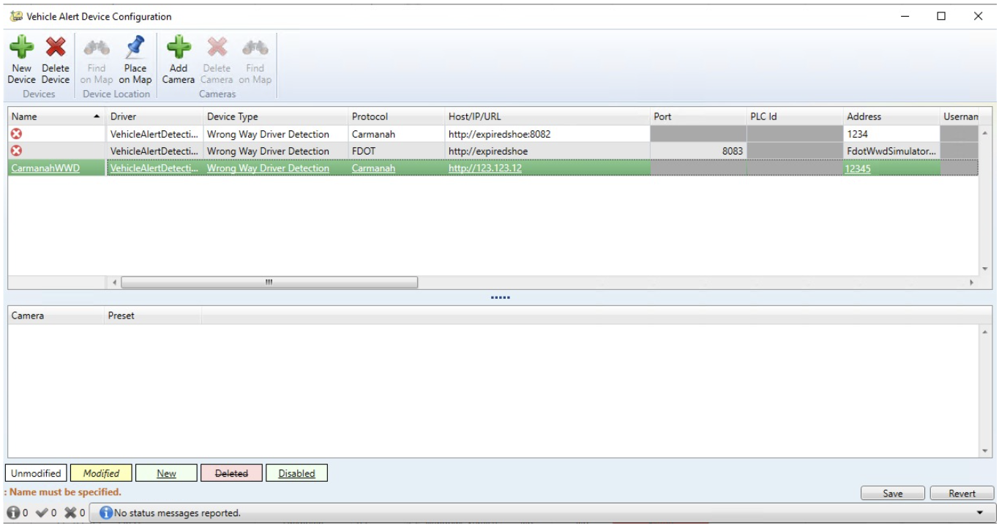 Vehicle Alert Device Configuration
New Device Delete Device Find on Map Place on Map Add Camera Delete Camera Find on Map
Devices Device Location Cameras
Name Driver Device Type Protocol Host/IP/URL Port PLC Id Address Usernam
VehicleAlertDetecti... Wrong Way Driver Detection Carmanah http://expiredshoe:8082 1234
VehicleAlertDetecti... Wrong Way Driver Detection FDOT http://expiredshoe 8083 FdotWwdSimulator...
CarmanahWWD VehicleAlertDetecti... Wrong Way Driver Detection Carmanah http://123.123.12 12345
Camera Preset
Unmodified Modified New Deleted Disabled
: Name must be specified.
Save Revert
0 0 0 No status messages reported.